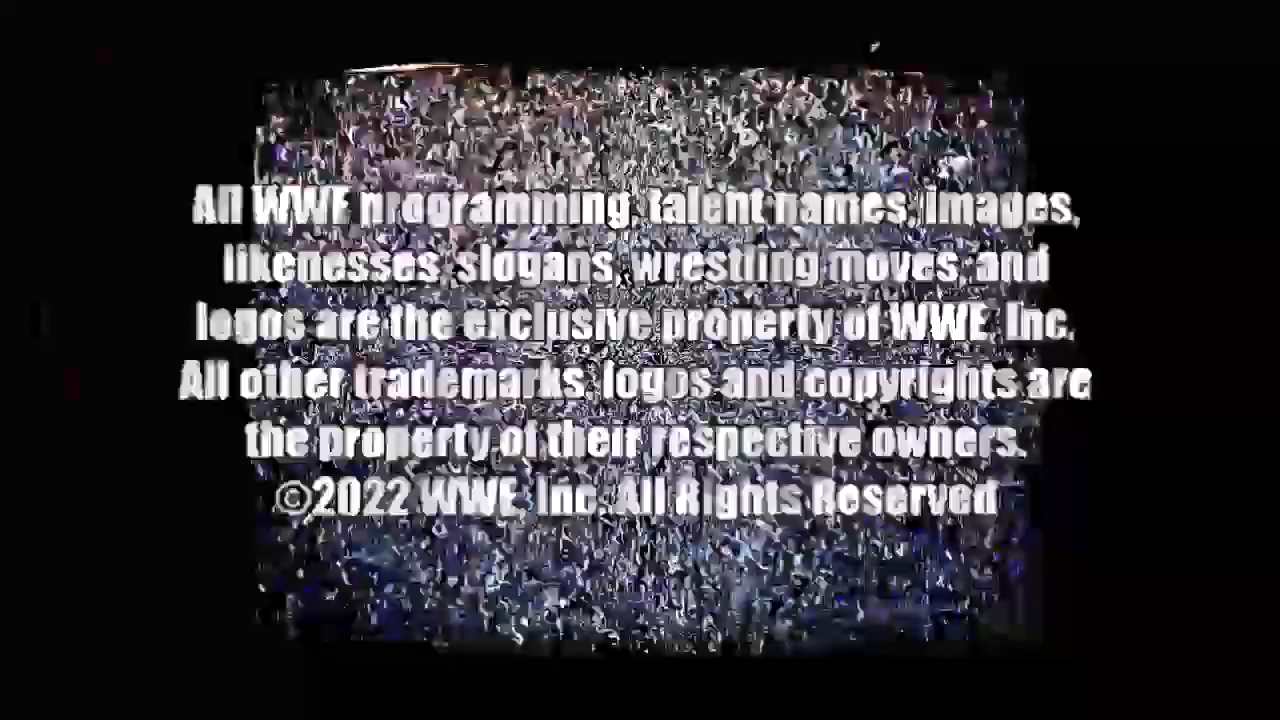 All WWE programming, talent names, images,
likenesses, slogans, wrestling moves, and
logos are the exclusive property of WWE, Inc.
All other trademarks, logos and copyrights are
the property of their respective owners.
©2022 WWE, Inc. All Rights Reserved